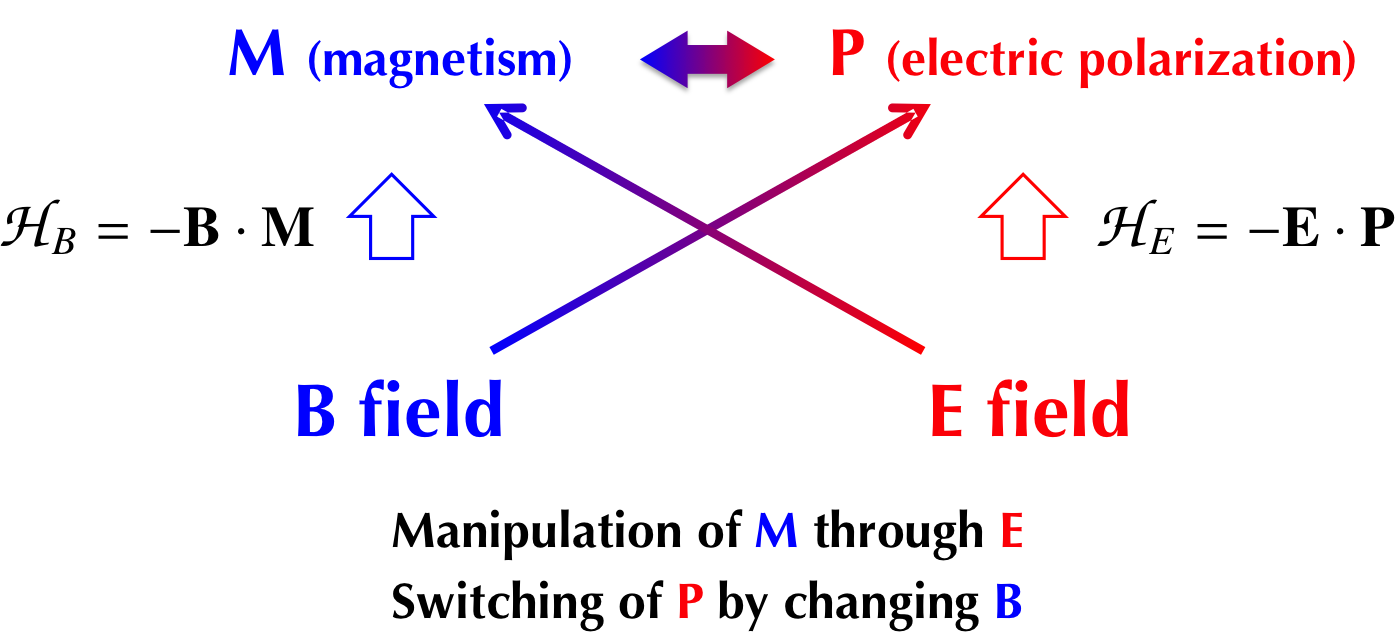 M (magnetism) P (electric polarization)
ℋ_B = −B · M ℋ_E = −E · P
B field E field
Manipulation of M through E
Switching of P by changing B